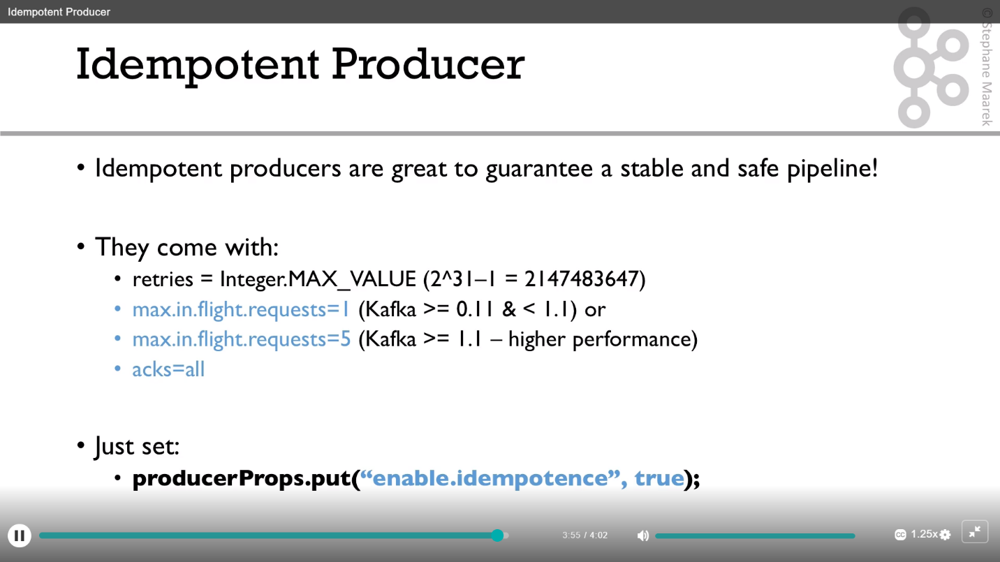 Idempotent Producer
© Stephane Maarek
Idempotent Producer
• Idempotent producers are great to guarantee a stable and safe pipeline!
• They come with:
• retries = Integer.MAX_VALUE (2^31–1 = 2147483647)
• max.in.flight.requests=1 (Kafka >= 0.11 & < 1.1) or
• max.in.flight.requests=5 (Kafka >= 1.1 – higher performance)
• acks=all
• Just set:
• producerProps.put(“enable.idempotence”, true);
3:55 / 4:02
CC 1.25x